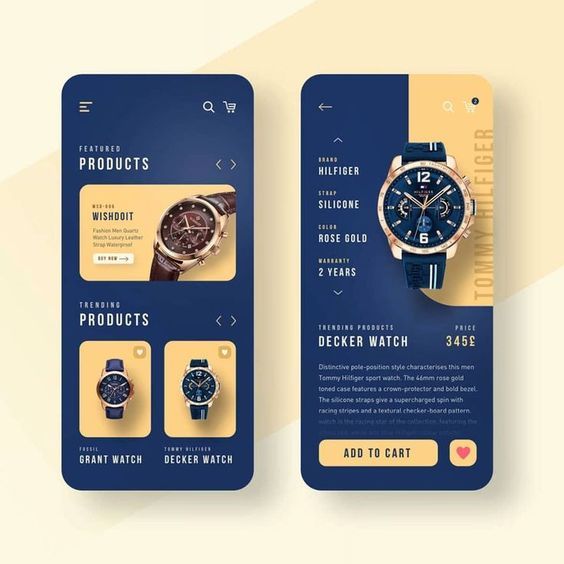 FEATURED
PRODUCTS
WSD-006
WISHDOIT
Fashion Men Quartz
Watch Luxury Leather
Strap Waterproof
BUY NOW
TRENDING
PRODUCTS
FOSSIL
GRANT WATCH
TOMMY HILFIGER
DECKER WATCH
2
BRAND
HILFIGER
STRAP
SILICONE
COLOR
ROSE GOLD
WARRANTY
2 YEARS
TOMMY HILFIGER
TRENDING PRODUCTS
DECKER WATCH
PRICE
345£
Distinctive pole-position style characterises this men
Tommy Hilfiger sport watch. The 46mm rose gold
toned case features a crown-protector and bold bezel.
The silicone straps give a supercharged spin with
racing stripes and a textural checker-board pattern.
watch is the racing star of the collection, featuring the
ADD TO CART